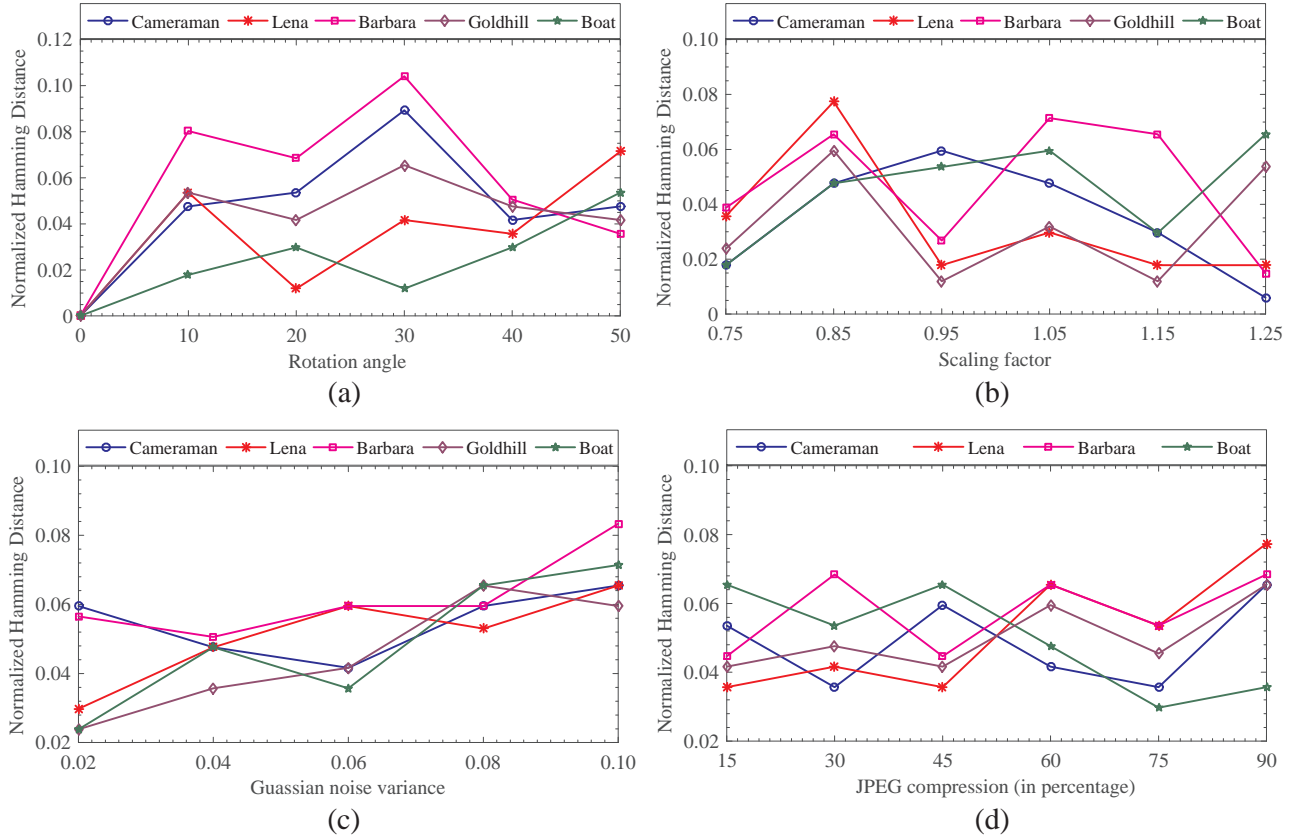 Cameraman Lena Barbara Goldhill Boat
Normalized Hamming Distance
0.12
0.10
0.08
0.06
0.04
0.02
0
0 10 20 30 40 50
Rotation angle
(a)
Cameraman Lena Barbara Goldhill Boat
Normalized Hamming Distance
0.10
0.08
0.06
0.04
0.02
0
0.75 0.85 0.95 1.05 1.15 1.25
Scaling factor
(b)
Cameraman Lena Barbara Goldhill Boat
Normalized Hamming Distance
0.10
0.08
0.06
0.04
0.02
0.02 0.04 0.06 0.08 0.10
Guassian noise variance
(c)
Cameraman Lena Barbara Boat
Normalized Hamming Distance
0.10
0.08
0.06
0.04
0.02
15 30 45 60 75 90
JPEG compression (in percentage)
(d)